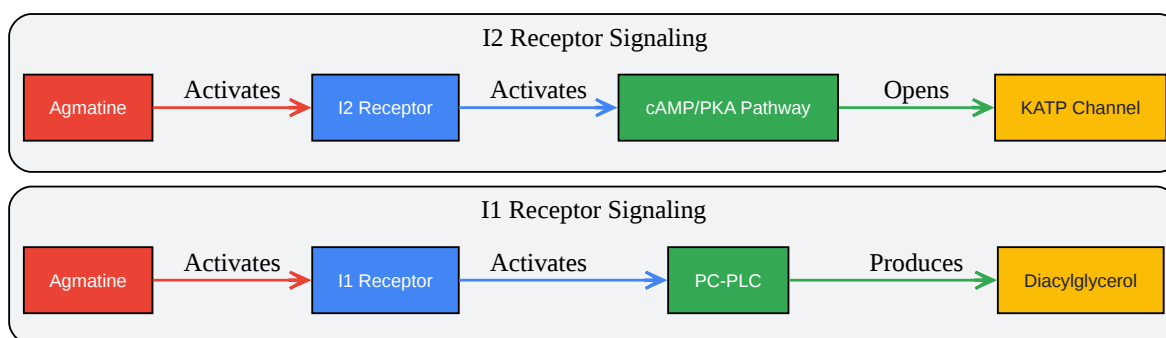 I2 Receptor Signaling
Agmatine Activates I2 Receptor Activates cAMP/PKA Pathway Opens KATP Channel
I1 Receptor Signaling
Agmatine Activates I1 Receptor Activates PC-PLC Produces Diacylglycerol